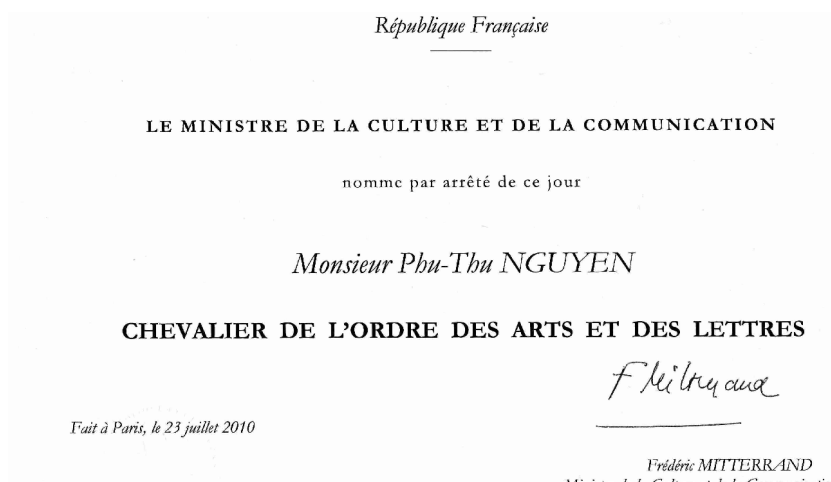 République Française
LE MINISTRE DE LA CULTURE ET DE LA COMMUNICATION
nomme par arrêté de ce jour
Monsieur Phu-Thu NGUYEN
CHEVALIER DE L'ORDRE DES ARTS ET DES LETTRES
F Mitterrand
Fait à Paris, le 23 juillet 2010
Frédéric MITTERRAND